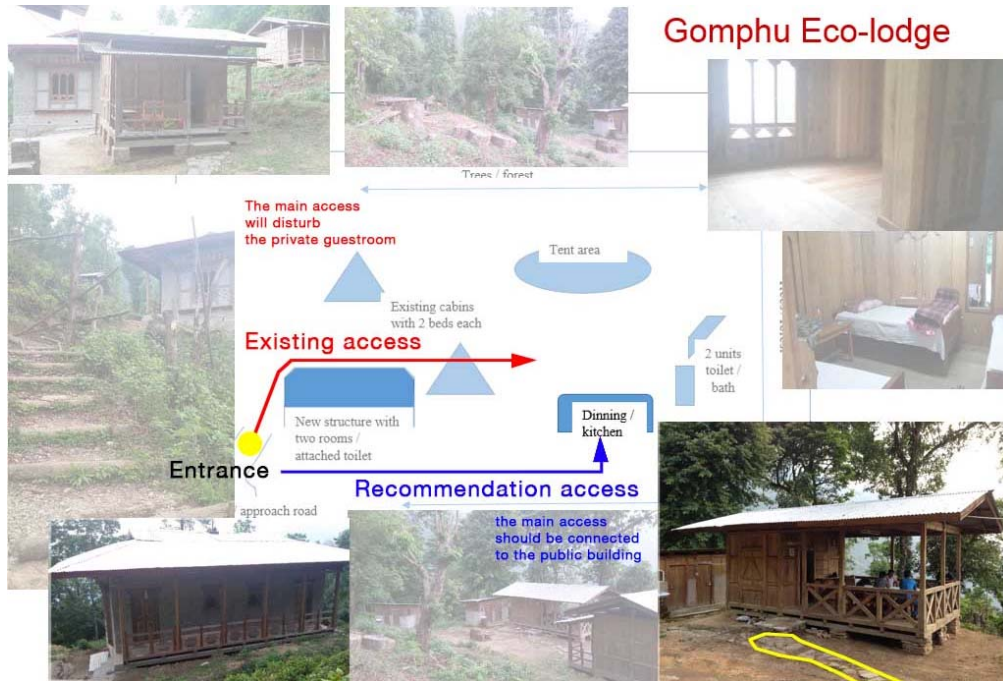 Gomphu Eco-lodge
Trees / forest
The main access
will disturb
the private guestroom
Tent area
Existing cabins
with 2 beds each
Existing access
2 units
toilet /
bath
New structure with
two rooms /
attached toilet
Dinning /
kitchen
Entrance
Recommendation access
approach road
the main access
should be connected
to the public building